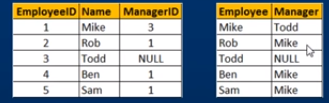 EmployeeID Name ManagerID
1 Mike 3
2 Rob 1
3 Todd NULL
4 Ben 1
5 Sam 1
Employee Manager
Mike Todd
Rob Mike
Todd NULL
Ben Mike
Sam Mike